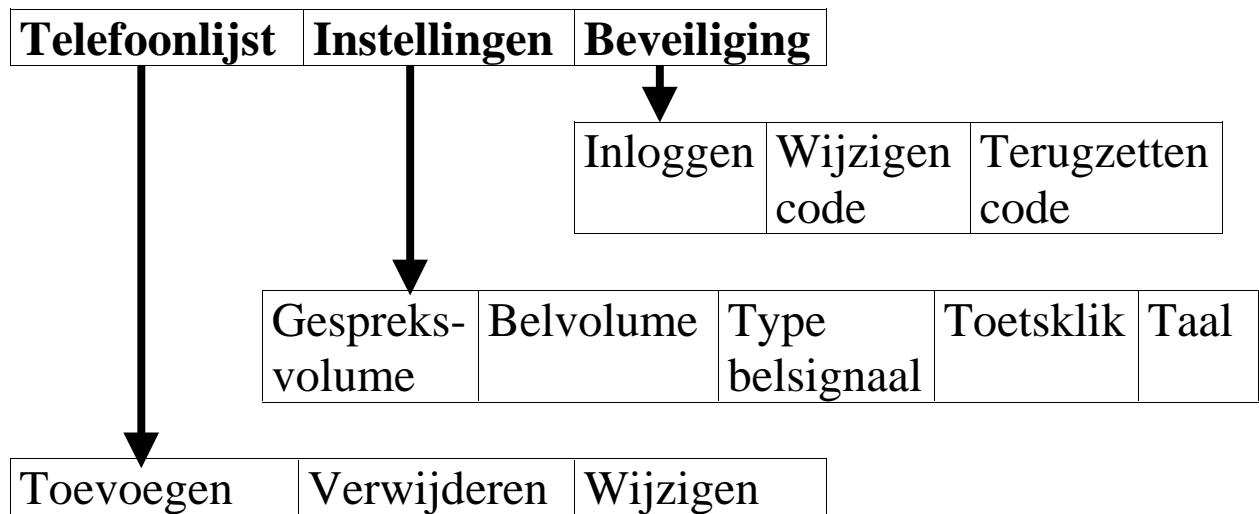 Telefoonlijst Instellingen Beveiliging
Inloggen Wijzigen Terugzetten
code code
Gespreks- Belvolume Type Toetsklik Taal
volume belsignaal
Toevoegen Verwijderen Wijzigen